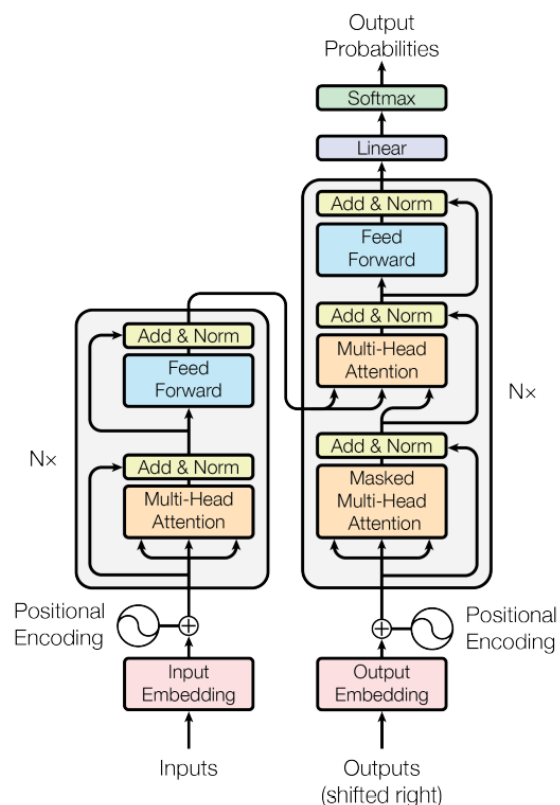 Output
Probabilities
Softmax
Linear
Add & Norm
Feed
Forward
Add & Norm
Multi-Head
Attention
Add & Norm
Masked
Multi-Head
Attention
N×
Add & Norm
Feed
Forward
Add & Norm
Multi-Head
Attention
N×
Positional
Encoding
Positional
Encoding
Input
Embedding
Output
Embedding
Inputs
Outputs
(shifted right)